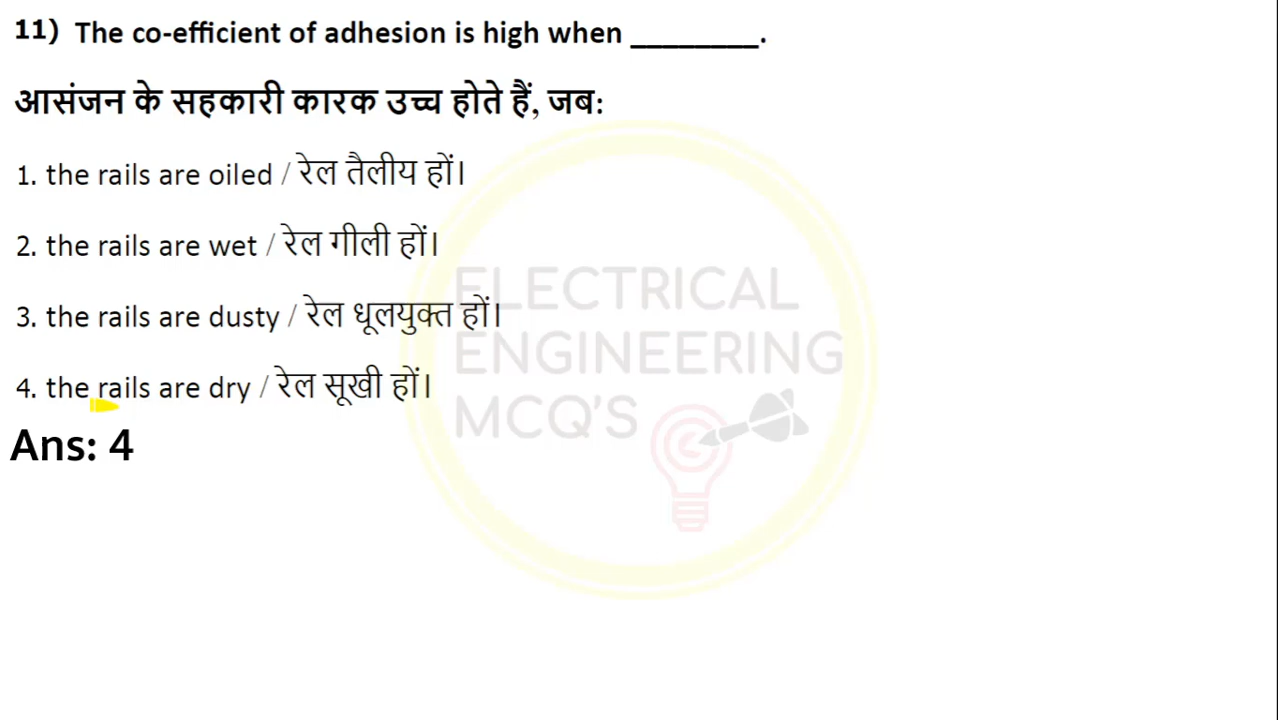 11) The co-efficient of adhesion is high when ________.
आसंजन के सहकारी कारक उच्च होते हैं, जब:
1. the rails are oiled / रेल तैलीय हों।
2. the rails are wet / रेल गीली हों।
3. the rails are dusty / रेल धूलयुक्त हों।
4. the rails are dry / रेल सूखी हों।
Ans: 4
ELECTRICAL
ENGINEERING
MCQ'S